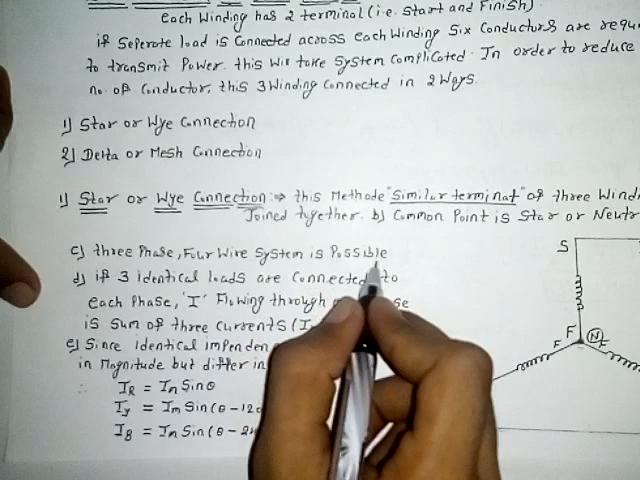 each Winding has 2 terminal (i.e. Start and Finish)
if Seperate load is Connected across each Winding Six Conductors are
to transmit Power. this will take System Complicated. In order to reduce
no. of Conductor, this 3 Winding Connected in 2 Ways.
1) Star or Wye Connection
2) Delta or Mesh Connection
1) Star or Wye Connection :⇒ this Methode "Similar terminal" of three
Joined together. b) Common Point is Star or
c) three Phase, Four Wire System is Possible
d) if 3 identical loads are Connected to
each Phase, 'I' Flowing through
is Sum of three Currents (I
e) Since identical
in Magnitude but differ in
∴ IR = Im Sinθ
Iy = Im Sin(θ-12
IB = Im Sin(θ-2
S
F
N
F
F